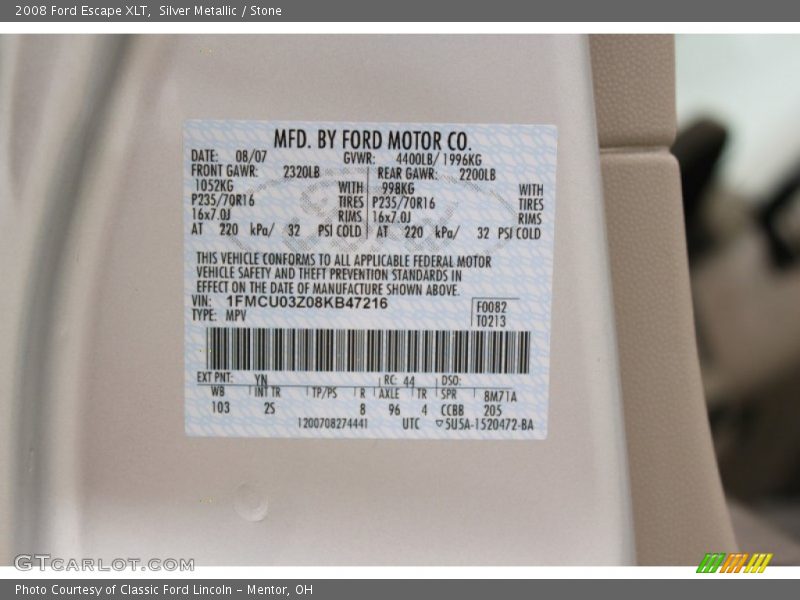 2008 Ford Escape XLT, Silver Metallic / Stone
MFD. BY FORD MOTOR CO.
DATE: 08/07 GVWR: 4400LB/ 1996KG
FRONT GAWR: 2320LB REAR GAWR: 2200LB
1052KG WITH 998KG WITH
P235/70R16 TIRES P235/70R16 TIRES
16x7.0J RIMS 16x7.0J RIMS
AT 220 kPa/ 32 PSI COLD AT 220 kPa/ 32 PSI COLD
THIS VEHICLE CONFORMS TO ALL APPLICABLE FEDERAL MOTOR
VEHICLE SAFETY AND THEFT PREVENTION STANDARDS IN
EFFECT ON THE DATE OF MANUFACTURE SHOWN ABOVE.
VIN: 1FMCU03Z08KB47216 F0082
TYPE: MPV T0213
EXT PNT: YN RC: 44 DSO:
WB INT TR TP/PS R AXLE TR SPR 8M71A
103 2S 8 96 4 CCBB 205
1200708274441 UTC ▽5U5A-1520472-BA
GTCARLOT.COM
Photo Courtesy of Classic Ford Lincoln - Mentor, OH